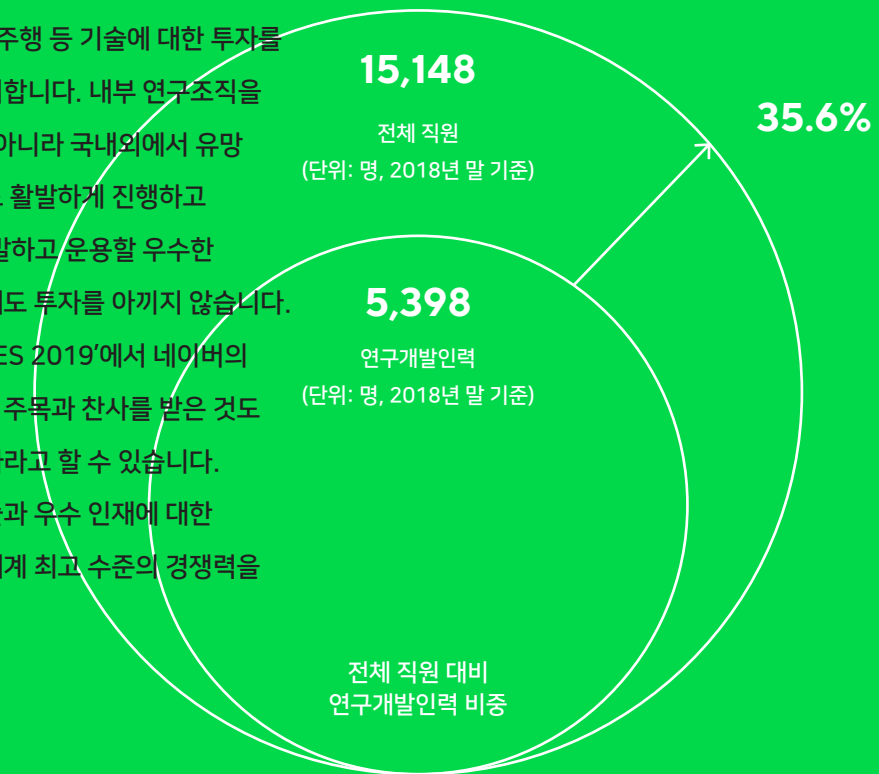 주행 등 기술에 대한 투자를
합니다. 내부 연구조직을
아니라 국내외에서 유망
활발하게 진행하고
말하고 운용할 우수한
도 투자를 아끼지 않습니다.
ES 2019’에서 네이버의
주목과 찬사를 받은 것도
라고 할 수 있습니다.
과 우수 인재에 대한
계 최고 수준의 경쟁력을
15,148
전체 직원
(단위: 명, 2018년 말 기준)
35.6%
5,398
연구개발인력
(단위: 명, 2018년 말 기준)
전체 직원 대비
연구개발인력 비중